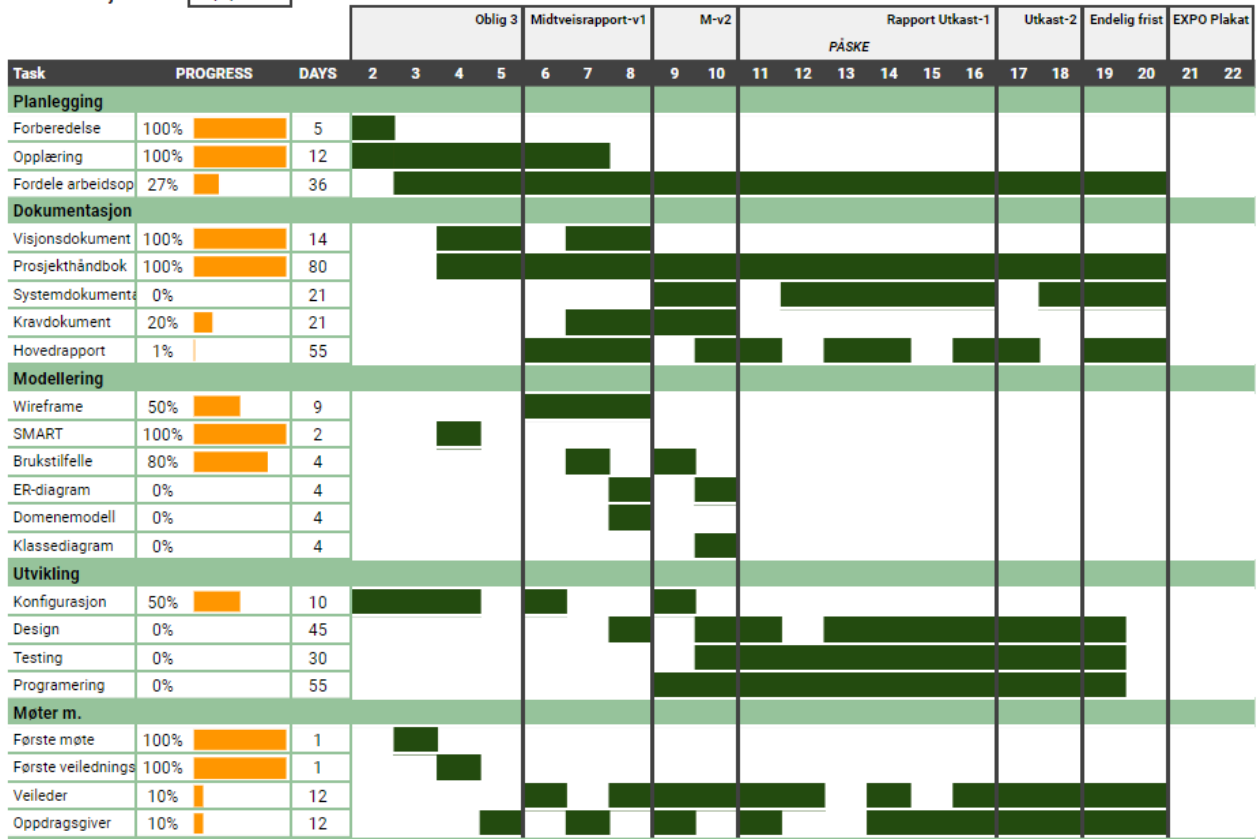 Oblig 3 Midtveisrapport-v1 M-v2 Rapport Utkast-1 Utkast-2 Endelig frist EXPO Plakat
PÅSKE
Task PROGRESS DAYS 2 3 4 5 6 7 8 9 10 11 12 13 14 15 16 17 18 19 20 21 22
Planlegging
Forberedelse 100% 5
Opplæring 100% 12
Fordele arbeidsop 27% 36
Dokumentasjon
Visjonsdokument 100% 14
Prosjekthåndbok 100% 80
Systemdokumenta 0% 21
Kravdokument 20% 21
Hovedrapport 1% 55
Modellering
Wireframe 50% 9
SMART 100% 2
Brukstilfelle 80% 4
ER-diagram 0% 4
Domenemodell 0% 4
Klassediagram 0% 4
Utvikling
Konfigurasjon 50% 10
Design 0% 45
Testing 0% 30
Programering 0% 55
Møter m.
Første møte 100% 1
Første veilednings 100% 1
Veileder 10% 12
Oppdragsgiver 10% 12